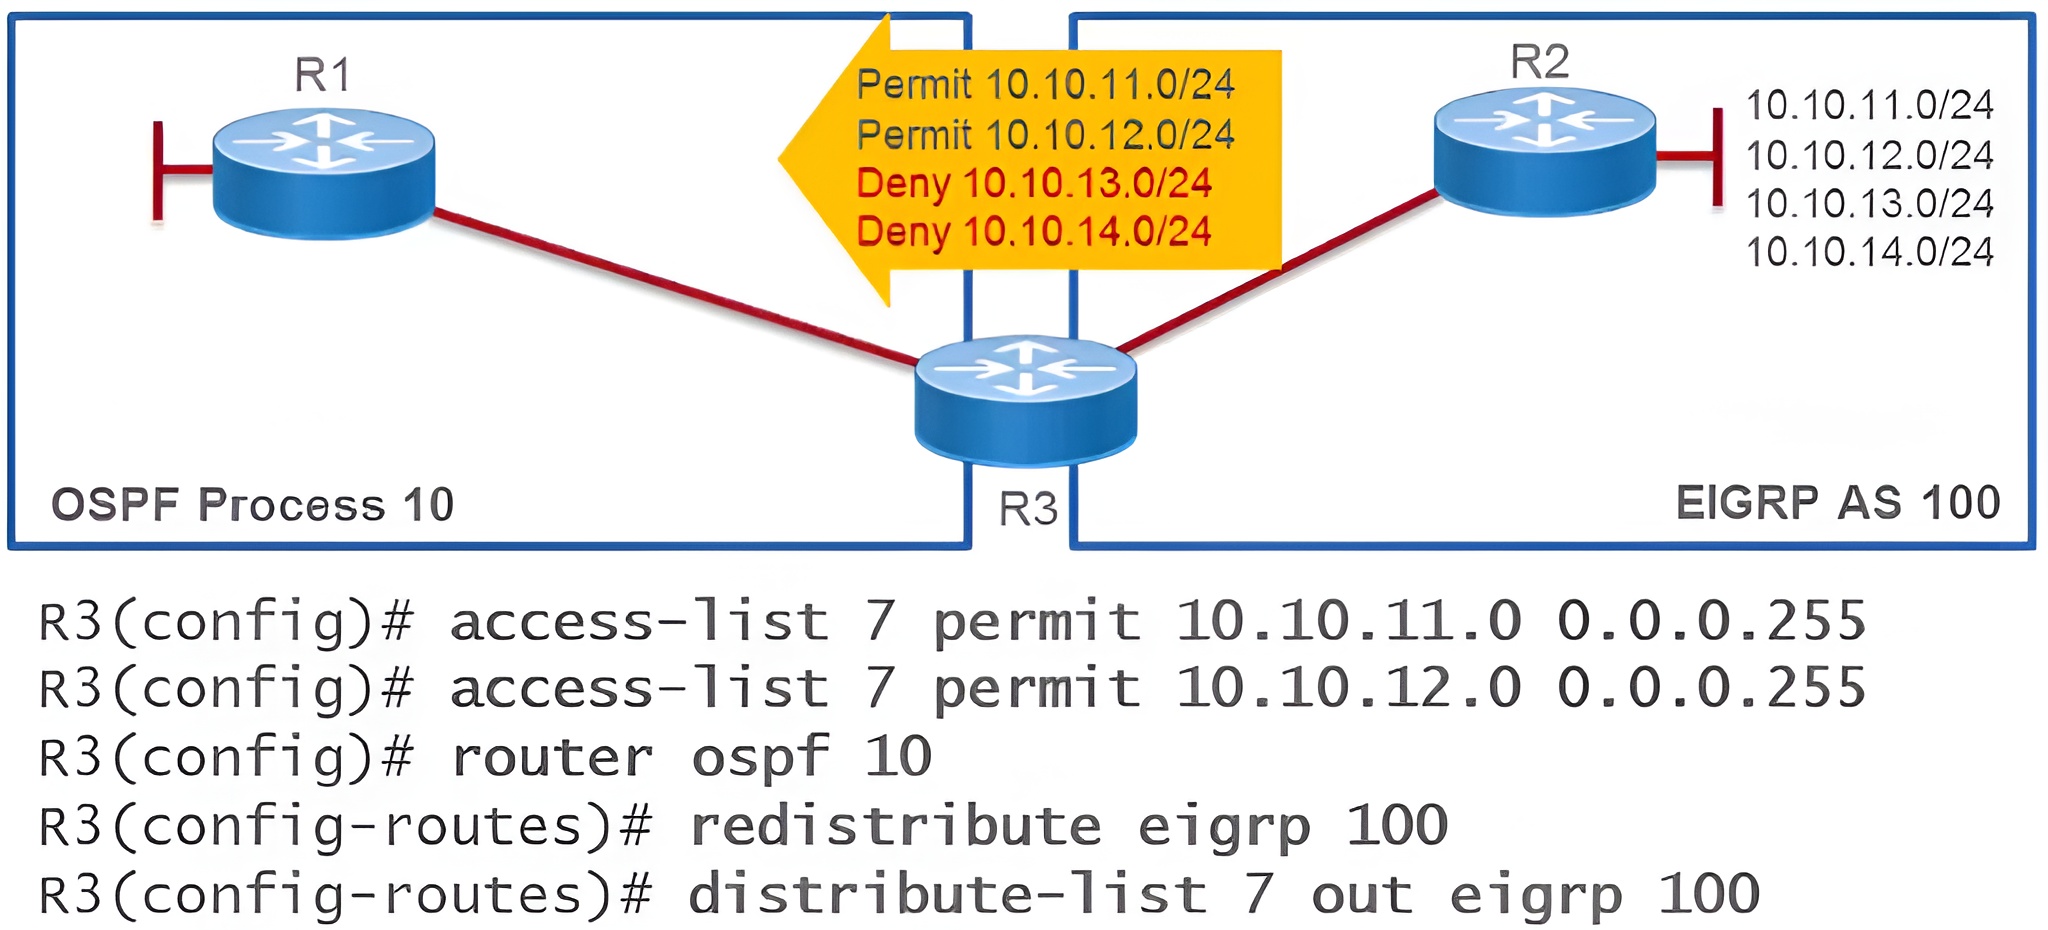 R1
Permit 10.10.11.0/24
Permit 10.10.12.0/24
Deny 10.10.13.0/24
Deny 10.10.14.0/24
R2
10.10.11.0/24
10.10.12.0/24
10.10.13.0/24
10.10.14.0/24
OSPF Process 10
R3
EIGRP AS 100
R3(config)# access-list 7 permit 10.10.11.0 0.0.0.255
R3(config)# access-list 7 permit 10.10.12.0 0.0.0.255
R3(config)# router ospf 10
R3(config-routes)# redistribute eigrp 100
R3(config-routes)# distribute-list 7 out eigrp 100